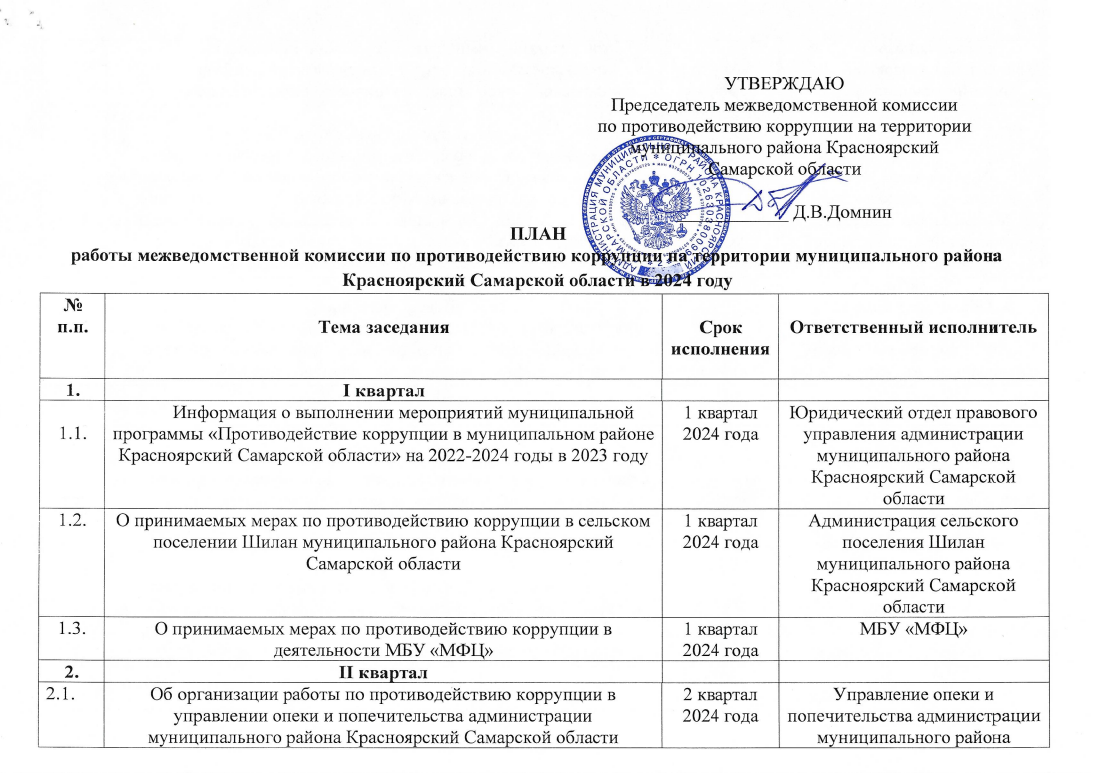 УТВЕРЖДАЮ
Председатель межведомственной комиссии
по противодействию коррупции на территории
муниципального района Красноярский
Самарской области
Д.В.Домнин
ПЛАН
работы межведомственной комиссии по противодействию коррупции на территории муниципального района
Красноярский Самарской области в 2024 году
№
п.п.
Тема заседания
Срок
исполнения
Ответственный исполнитель
1.
I квартал
1.1.
Информация о выполнении мероприятий муниципальной
программы «Противодействие коррупции в муниципальном районе
Красноярский Самарской области» на 2022-2024 годы в 2023 году
1 квартал
2024 года
Юридический отдел правового
управления администрации
муниципального района
Красноярский Самарской
области
1.2.
О принимаемых мерах по противодействию коррупции в сельском
поселении Шилан муниципального района Красноярский
Самарской области
1 квартал
2024 года
Администрация сельского
поселения Шилан
муниципального района
Красноярский Самарской
области
1.3.
О принимаемых мерах по противодействию коррупции в
деятельности МБУ «МФЦ»
1 квартал
2024 года
МБУ «МФЦ»
2.
II квартал
2.1.
Об организации работы по противодействию коррупции в
управлении опеки и попечительства администрации
муниципального района Красноярский Самарской области
2 квартал
2024 года
Управление опеки и
попечительства администрации
муниципального района